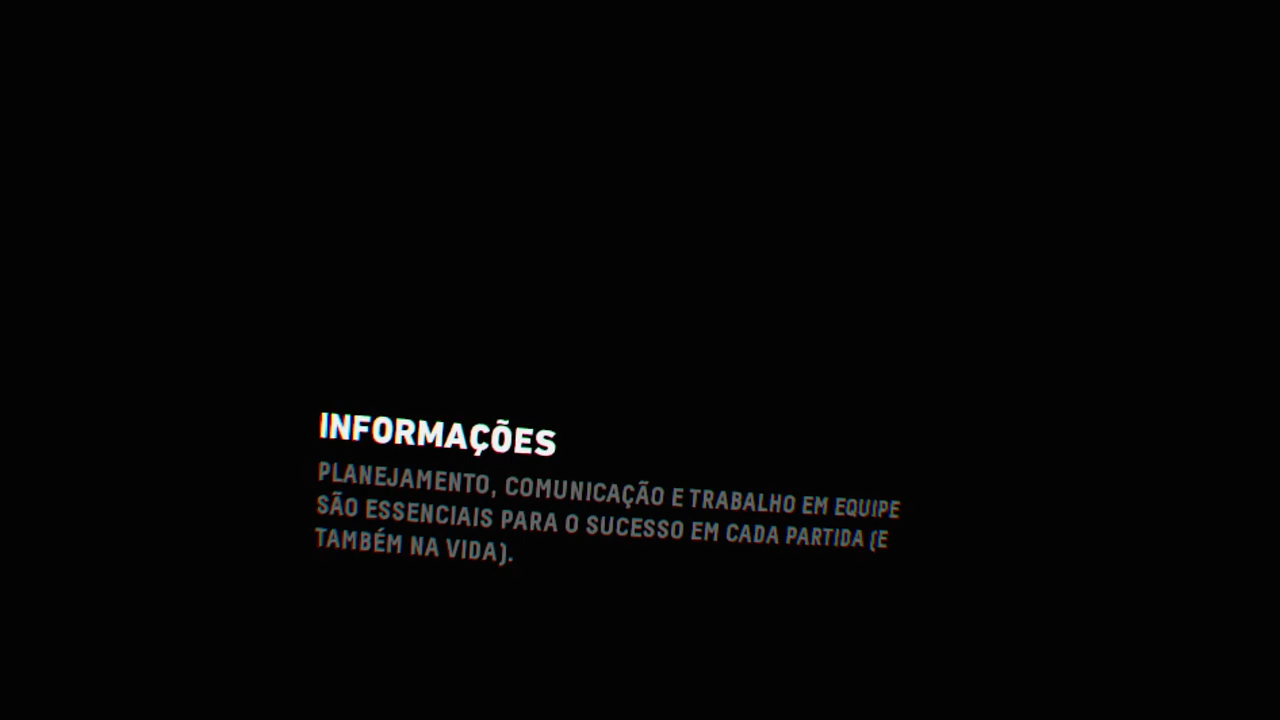 INFORMAÇÕES
PLANEJAMENTO, COMUNICAÇÃO E TRABALHO EM EQUIPE
SÃO ESSENCIAIS PARA O SUCESSO EM CADA PARTIDA (E
TAMBÉM NA VIDA).